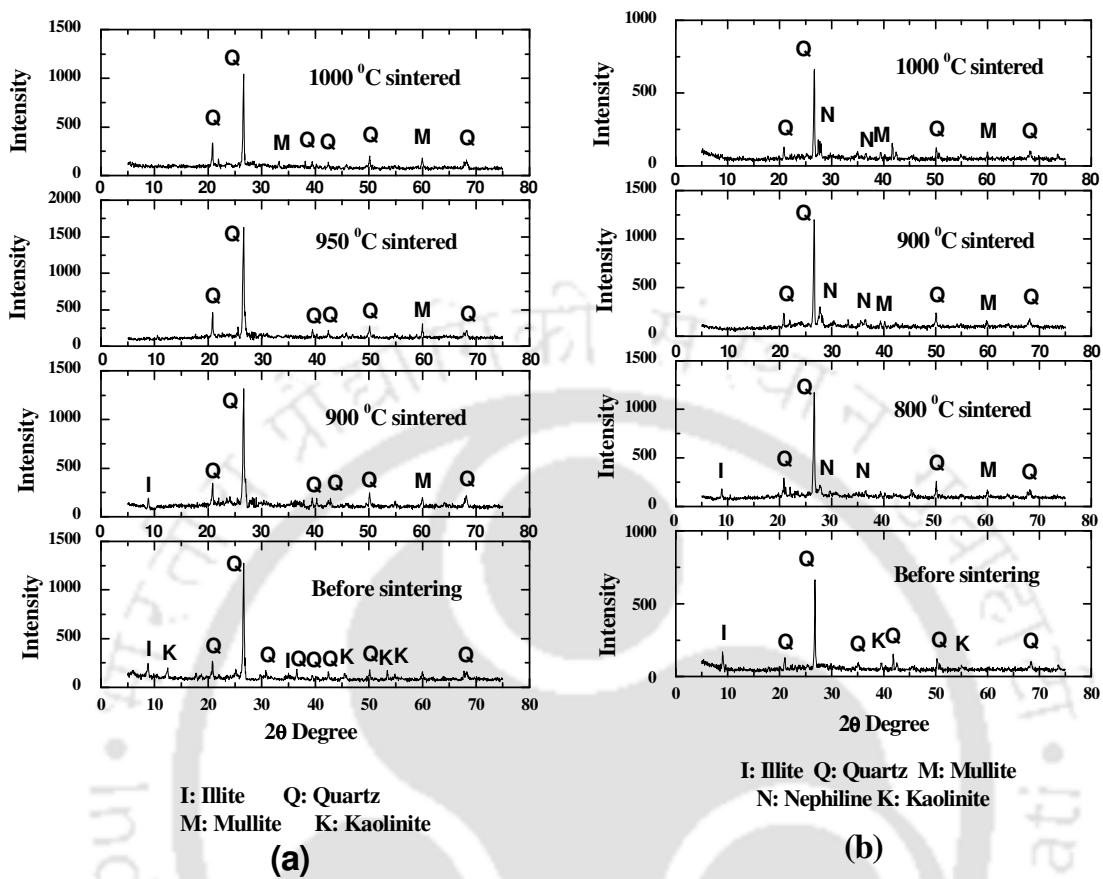 1500
1000
500
0
Intensity
Q
1000 ⁰C sintered
Q
M Q Q Q M Q
0 10 20 30 40 50 60 70 80
2000
1500
1000
500
0
Intensity
Q
950 ⁰C sintered
Q
Q Q Q M Q
0 10 20 30 40 50 60 70 80
1500
1000
500
0
Intensity
Q
900 ⁰C sintered
I Q Q Q Q M Q
0 10 20 30 40 50 60 70 80
1500
1000
500
0
Intensity
Q
Before sintering
I K Q Q I Q Q Q K Q K K Q
0 10 20 30 40 50 60 70 80
2θ Degree
I: Illite Q: Quartz
M: Mullite K: Kaolinite
(a)
1000
500
0
Intensity
Q
1000 ⁰C sintered
N
Q N M Q M Q
0 10 20 30 40 50 60 70 80
1500
1000
500
0
Intensity
Q
900 ⁰C sintered
Q N N M Q M Q
0 10 20 30 40 50 60 70 80
1500
1000
500
0
Intensity
Q
800 ⁰C sintered
I Q N N Q M Q
0 10 20 30 40 50 60 70 80
1000
500
0
Intensity
Q
Before sintering
I Q Q K Q Q K Q
0 10 20 30 40 50 60 70 80
2θ Degree
I: Illite Q: Quartz M: Mullite
N: Nephiline K: Kaolinite
(b)